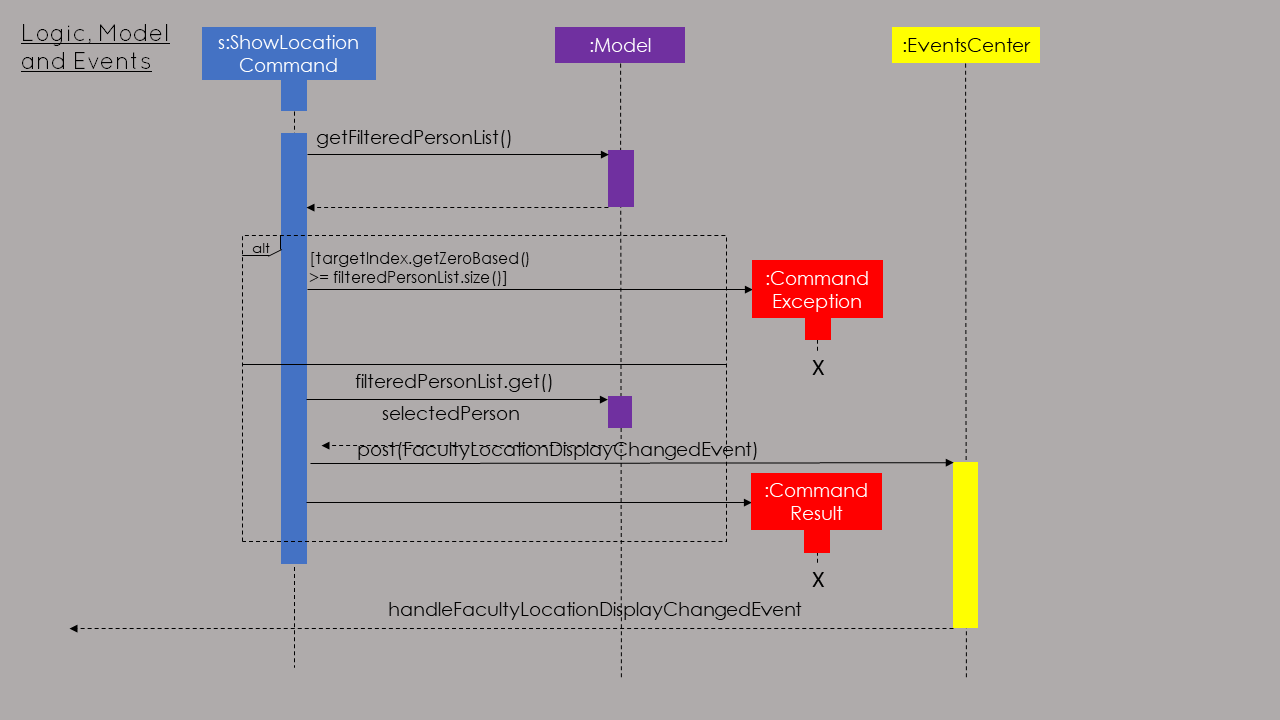 Logic, Model
and Events
s:ShowLocation
Command
:Model
:EventsCenter
getFilteredPersonList()
alt
[targetIndex.getZeroBased()
>= filteredPersonList.size()]
:Command
Exception
X
filteredPersonList.get()
selectedPerson
post(FacultyLocationDisplayChangedEvent)
:Command
Result
X
handleFacultyLocationDisplayChangedEvent